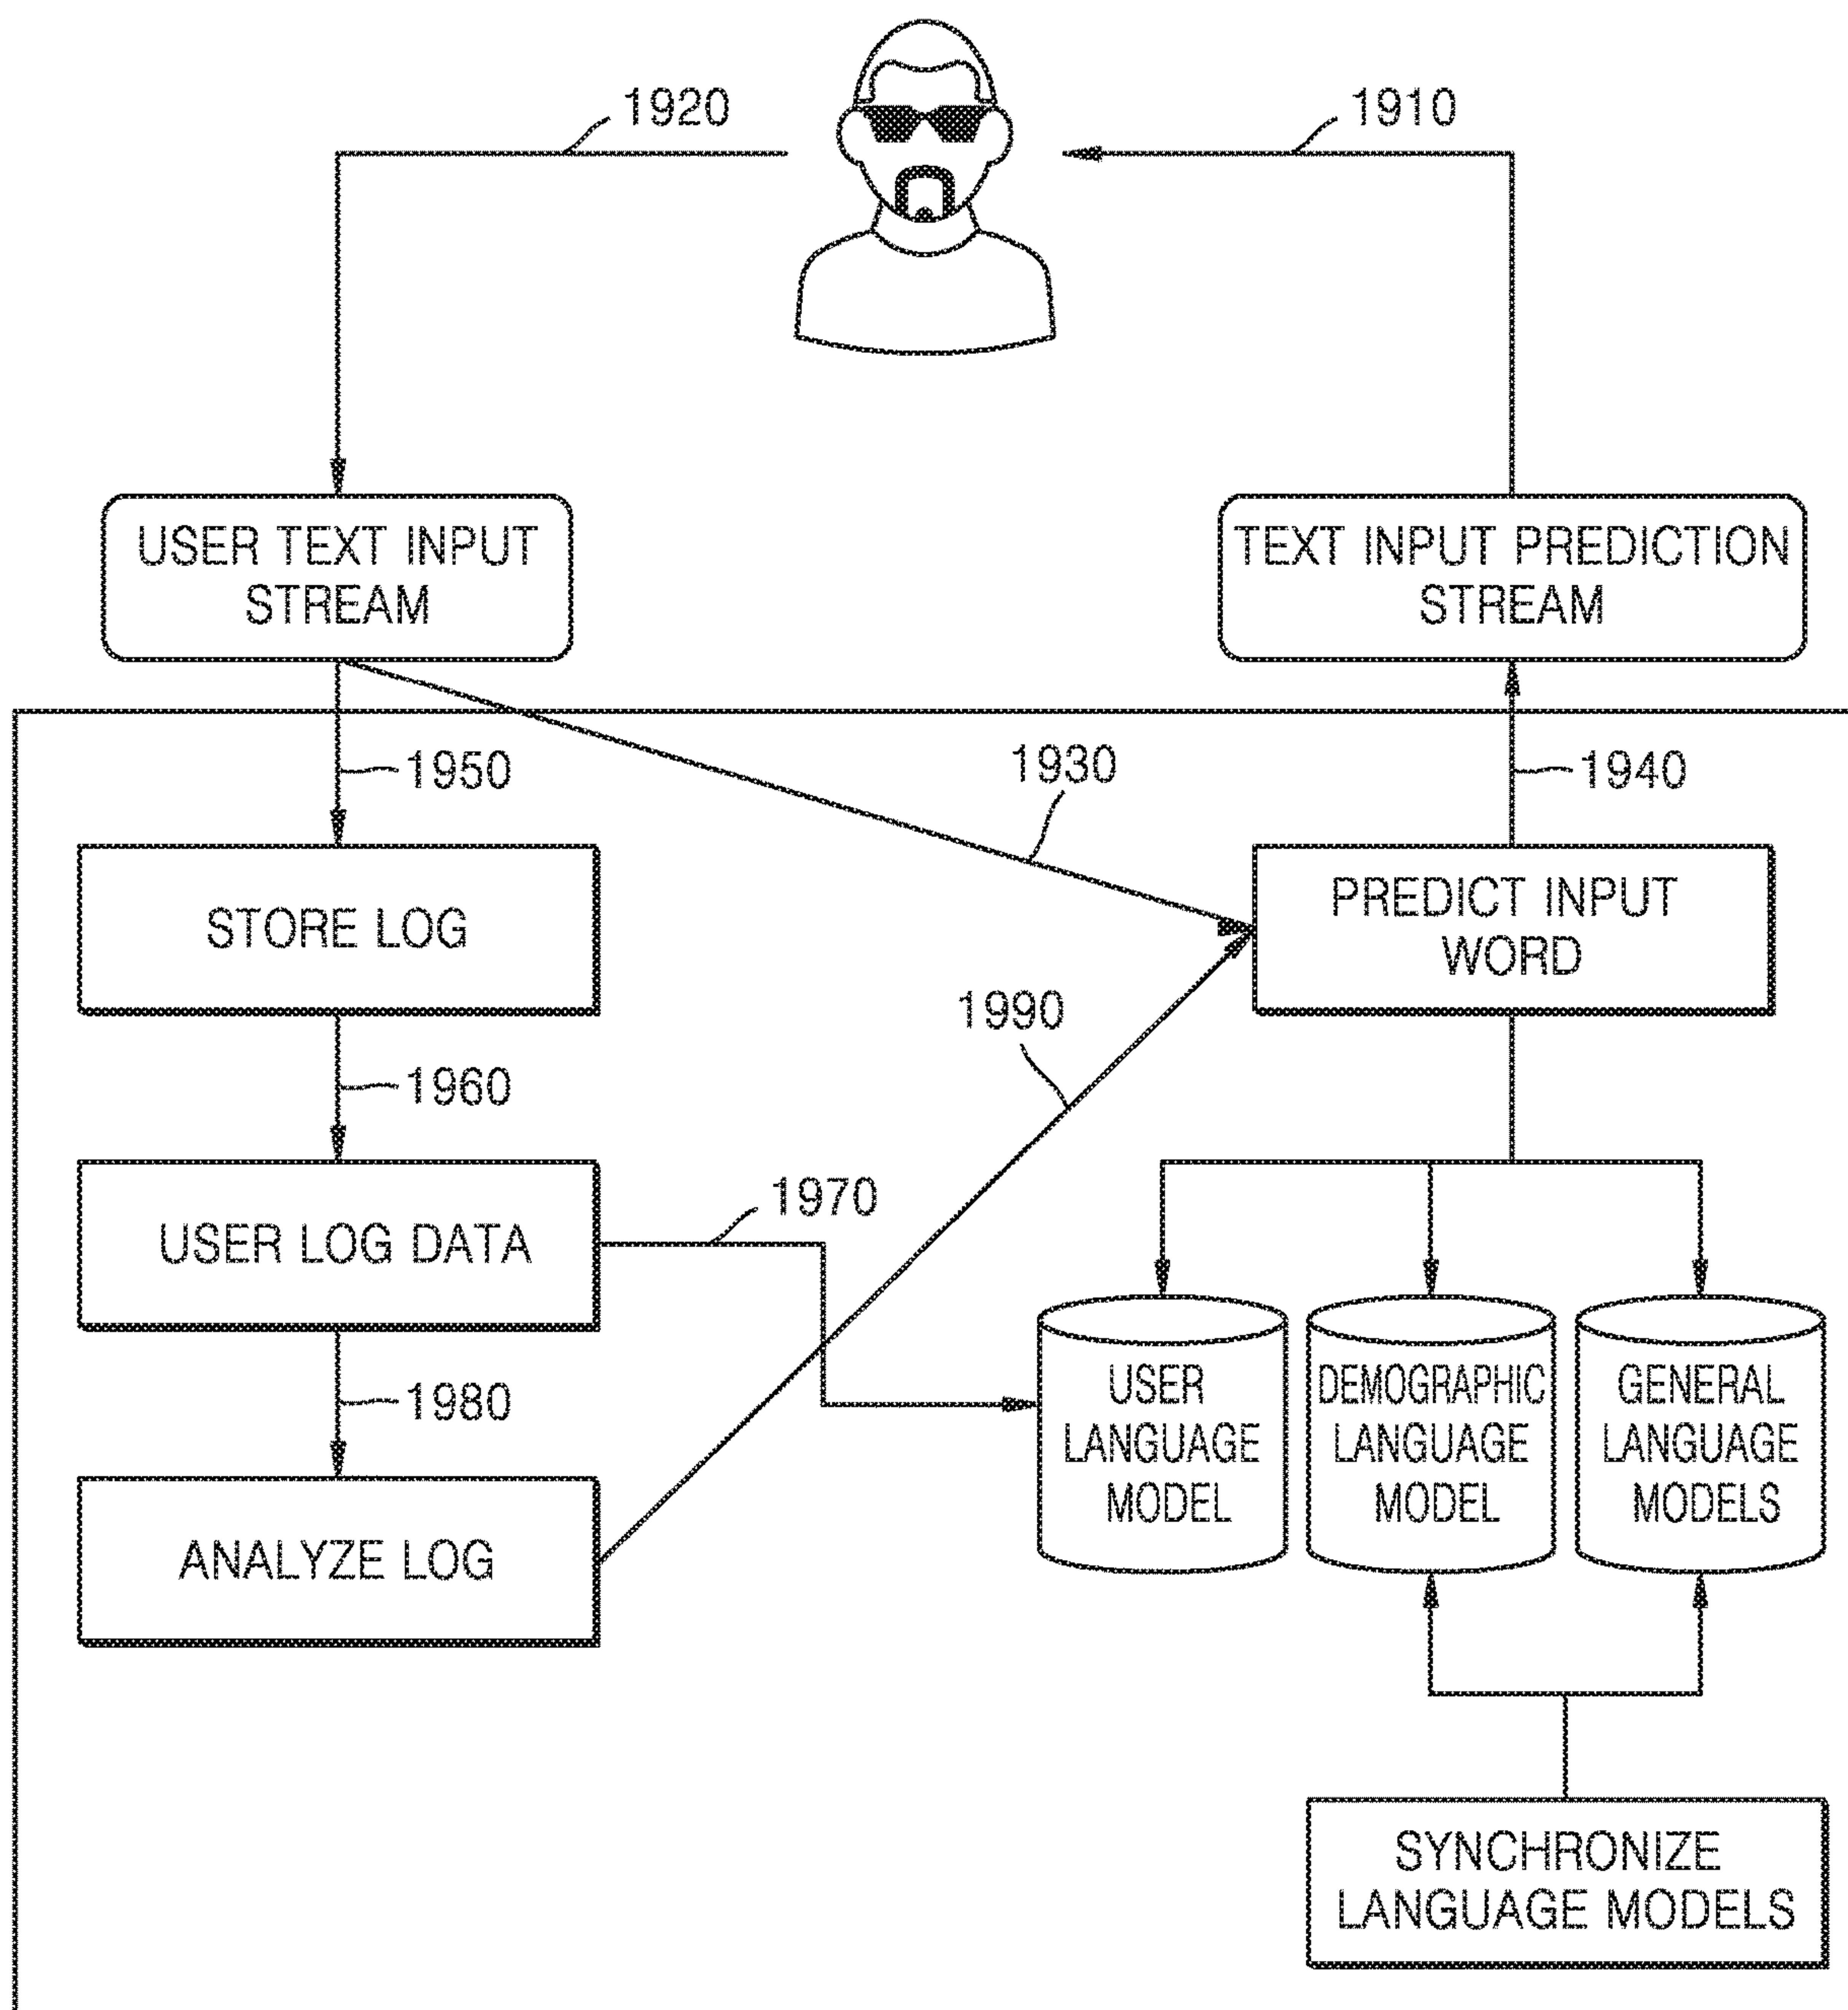 1920
1910
USER TEXT INPUT
STREAM
TEXT INPUT PREDICTION
STREAM
1950
1930
1940
STORE LOG
PREDICT INPUT
WORD
1990
1960
1970
USER LOG DATA
1980
USER
LANGUAGE
MODEL
DEMOGRAPHIC
LANGUAGE
MODEL
GENERAL
LANGUAGE
MODELS
ANALYZE LOG
SYNCHRONIZE
LANGUAGE MODELS